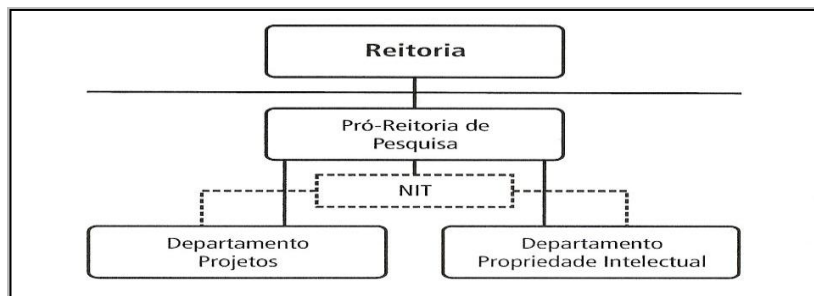 Reitoria
Pró-Reitoria de
Pesquisa
NIT
Departamento
Projetos
Departamento
Propriedade Intelectual